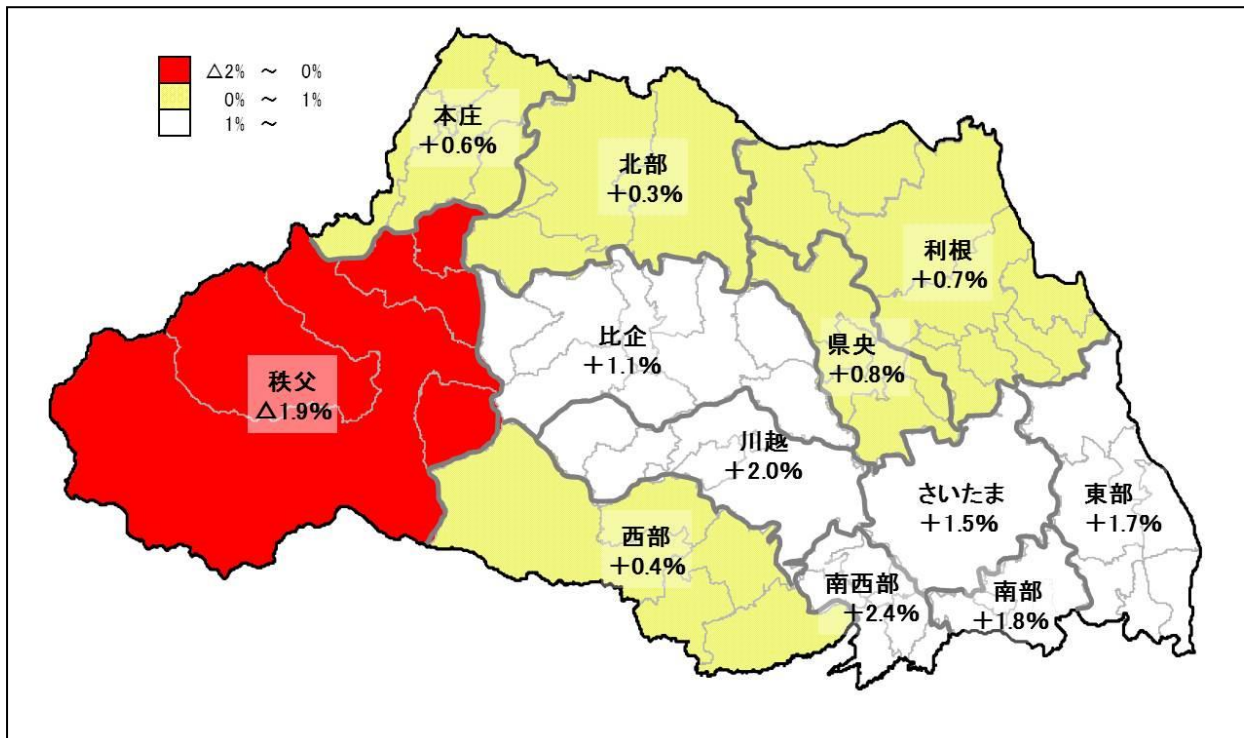 △2% ～ 0%
0% ～ 1%
1% ～
本庄
+0.6%
北部
+0.3%
利根
+0.7%
比企
+1.1%
県央
+0.8%
秩父
△1.9%
川越
+2.0%
さいたま
+1.5%
東部
+1.7%
西部
+0.4%
南西部
+2.4%
南部
+1.8%